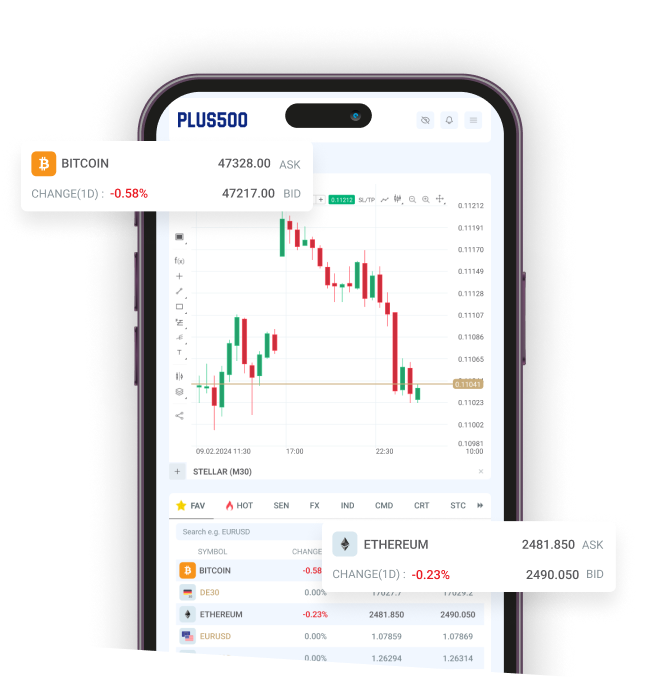 PLUS500
BITCOIN 47328.00 ASK
CHANGE(1D) : -0.58% 47217.00 BID
+ 0.11212 SL/TP
0.11212
0.11191
0.11170
0.11149
0.11128
0.11107
0.11086
0.11065
0.11041
0.11023
0.11002
0.10981
f(x)
T
09.02.2024 11:30 17:00 22:30 10:00
+ STELLAR (M30) ×
FAV HOT SEN FX IND CMD CRT STC
Search e.g. EURUSD
ETHEREUM 2481.850 ASK
CHANGE(1D) : -0.23% 2490.050 BID
SYMBOL CHANGE
BITCOIN -0.58
DE30 0.00% 17027.7 17029.2
ETHEREUM -0.23% 2481.850 2490.050
EURUSD 0.00% 1.07859 1.07869
0.00% 1.26294 1.26314